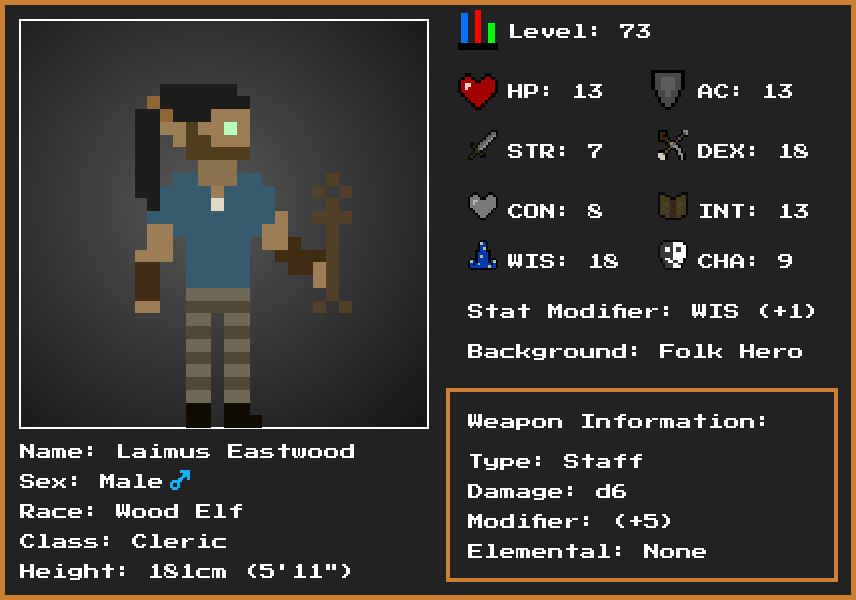 Level: 73
HP: 13
AC: 13
STR: 7
DEX: 18
CON: 8
INT: 13
WIS: 18
CHA: 9
Stat Modifier: WIS (+1)
Background: Folk Hero
Weapon Information:
Type: Staff
Damage: d6
Modifier: (+5)
Elemental: None
Name: Laimus Eastwood
Sex: Male♂
Race: Wood Elf
Class: Cleric
Height: 181cm (5'11")